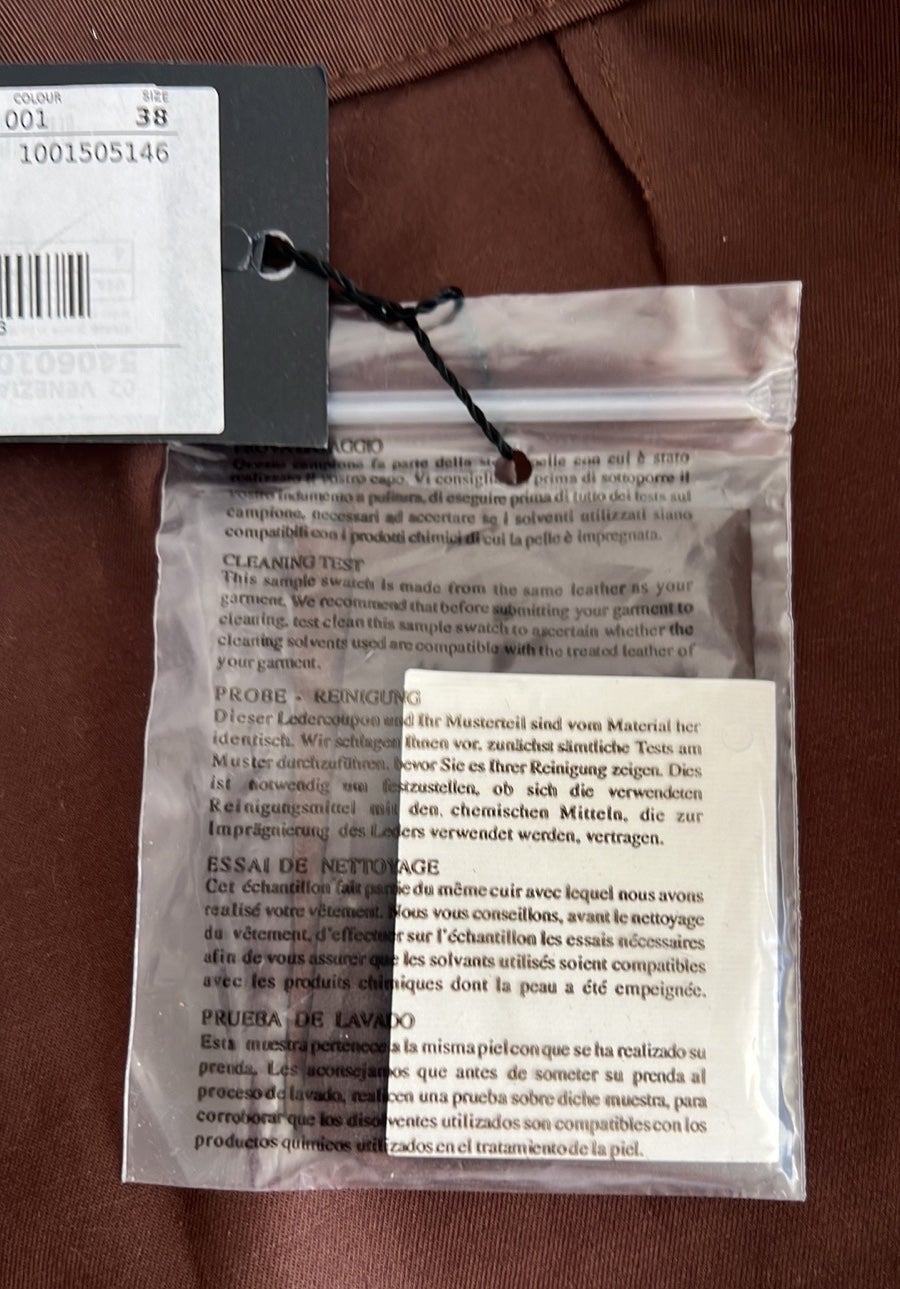 COLOUR SIZE
001 38
1001505146
AGGIO
Questo campione fa parte della pelle con cui è stato
realizzato il vostro capo. Vi prima di sottoporre il
vostro indumento a pulitura, di eseguire prima di tutto dei tests sul
campione, necessari ad accertare se i solventi utilizzati siano
compatibili con i prodotti chimici di cui la pelle è impregnata.
CLEANING TEST
This sample swatch is made from the same leather as your
garment. We recommend that before submitting your garment to
cleaning, test clean this sample swatch to ascertain whether the
cleaning solvents used are compatible with the treated leather of
your garment.
PROBE - REINIGUNG
Dieser Ledercoupon und Ihr Musterteil sind vom Material her
identisch. Wir schlagen Ihnen vor, zunächst sämtliche Tests am
Muster durchzuführen, bevor Sie es Ihrer Reinigung zeigen. Dies
ist notwendig um festzustellen, ob sich die verwendeten
Reinigungsmittel mit den, chemischen Mitteln, die zur
Imprägnierung des Leders verwendet werden, vertragen.
ESSAI DE NETTOYAGE
Cet échantillon fait partie du même cuir avec lequel nous avons
realisé votre vêtement. Nous vous conseillons, avant le nettoyage
du vêtement, d'effectuer sur l'échantillon les essais nécessaires
afin de vous assurer que les solvants utilisés soient compatibles
avec les produits chimiques dont la peau a été empeignée.
PRUEBA DE LAVADO
Esta muestra pertenece a la misma piel con que se ha realizado su
prenda. Les aconsejamos que antes de someter su prenda al
proceso de lavado, realicen una prueba sobre diche muestra, para
corroborar que los disolventes utilizados son compatibles con los
productos quimicos utilizados en el tratamiento de la piel.